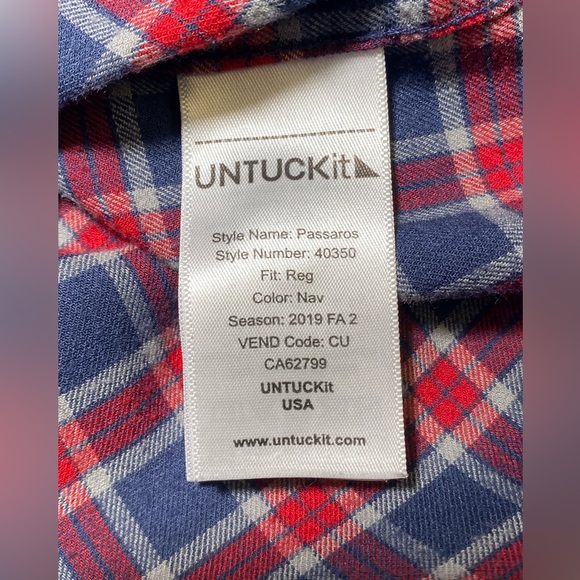 UNTUCKit
Style Name: Passaros
Style Number: 40350
Fit: Reg
Color: Nav
Season: 2019 FA 2
VEND Code: CU
CA62799
UNTUCKit
USA
www.untuckit.com